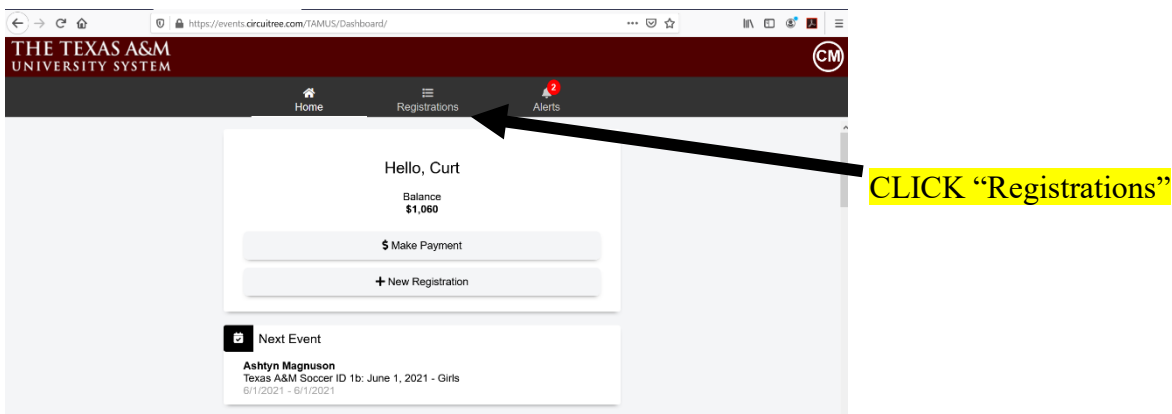 https://events.circuitree.com/TAMUS/Dashboard/
THE TEXAS A&M
UNIVERSITY SYSTEM
CM
Home
Registrations
2
Alerts
CLICK “Registrations”
Hello, Curt
Balance
$1,060
$ Make Payment
+ New Registration
Next Event
Ashtyn Magnuson
Texas A&M Soccer ID 1b: June 1, 2021 - Girls
6/1/2021 - 6/1/2021